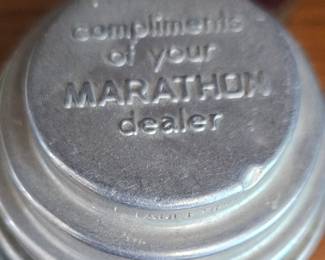 compliments
of your
MARATHON
dealer